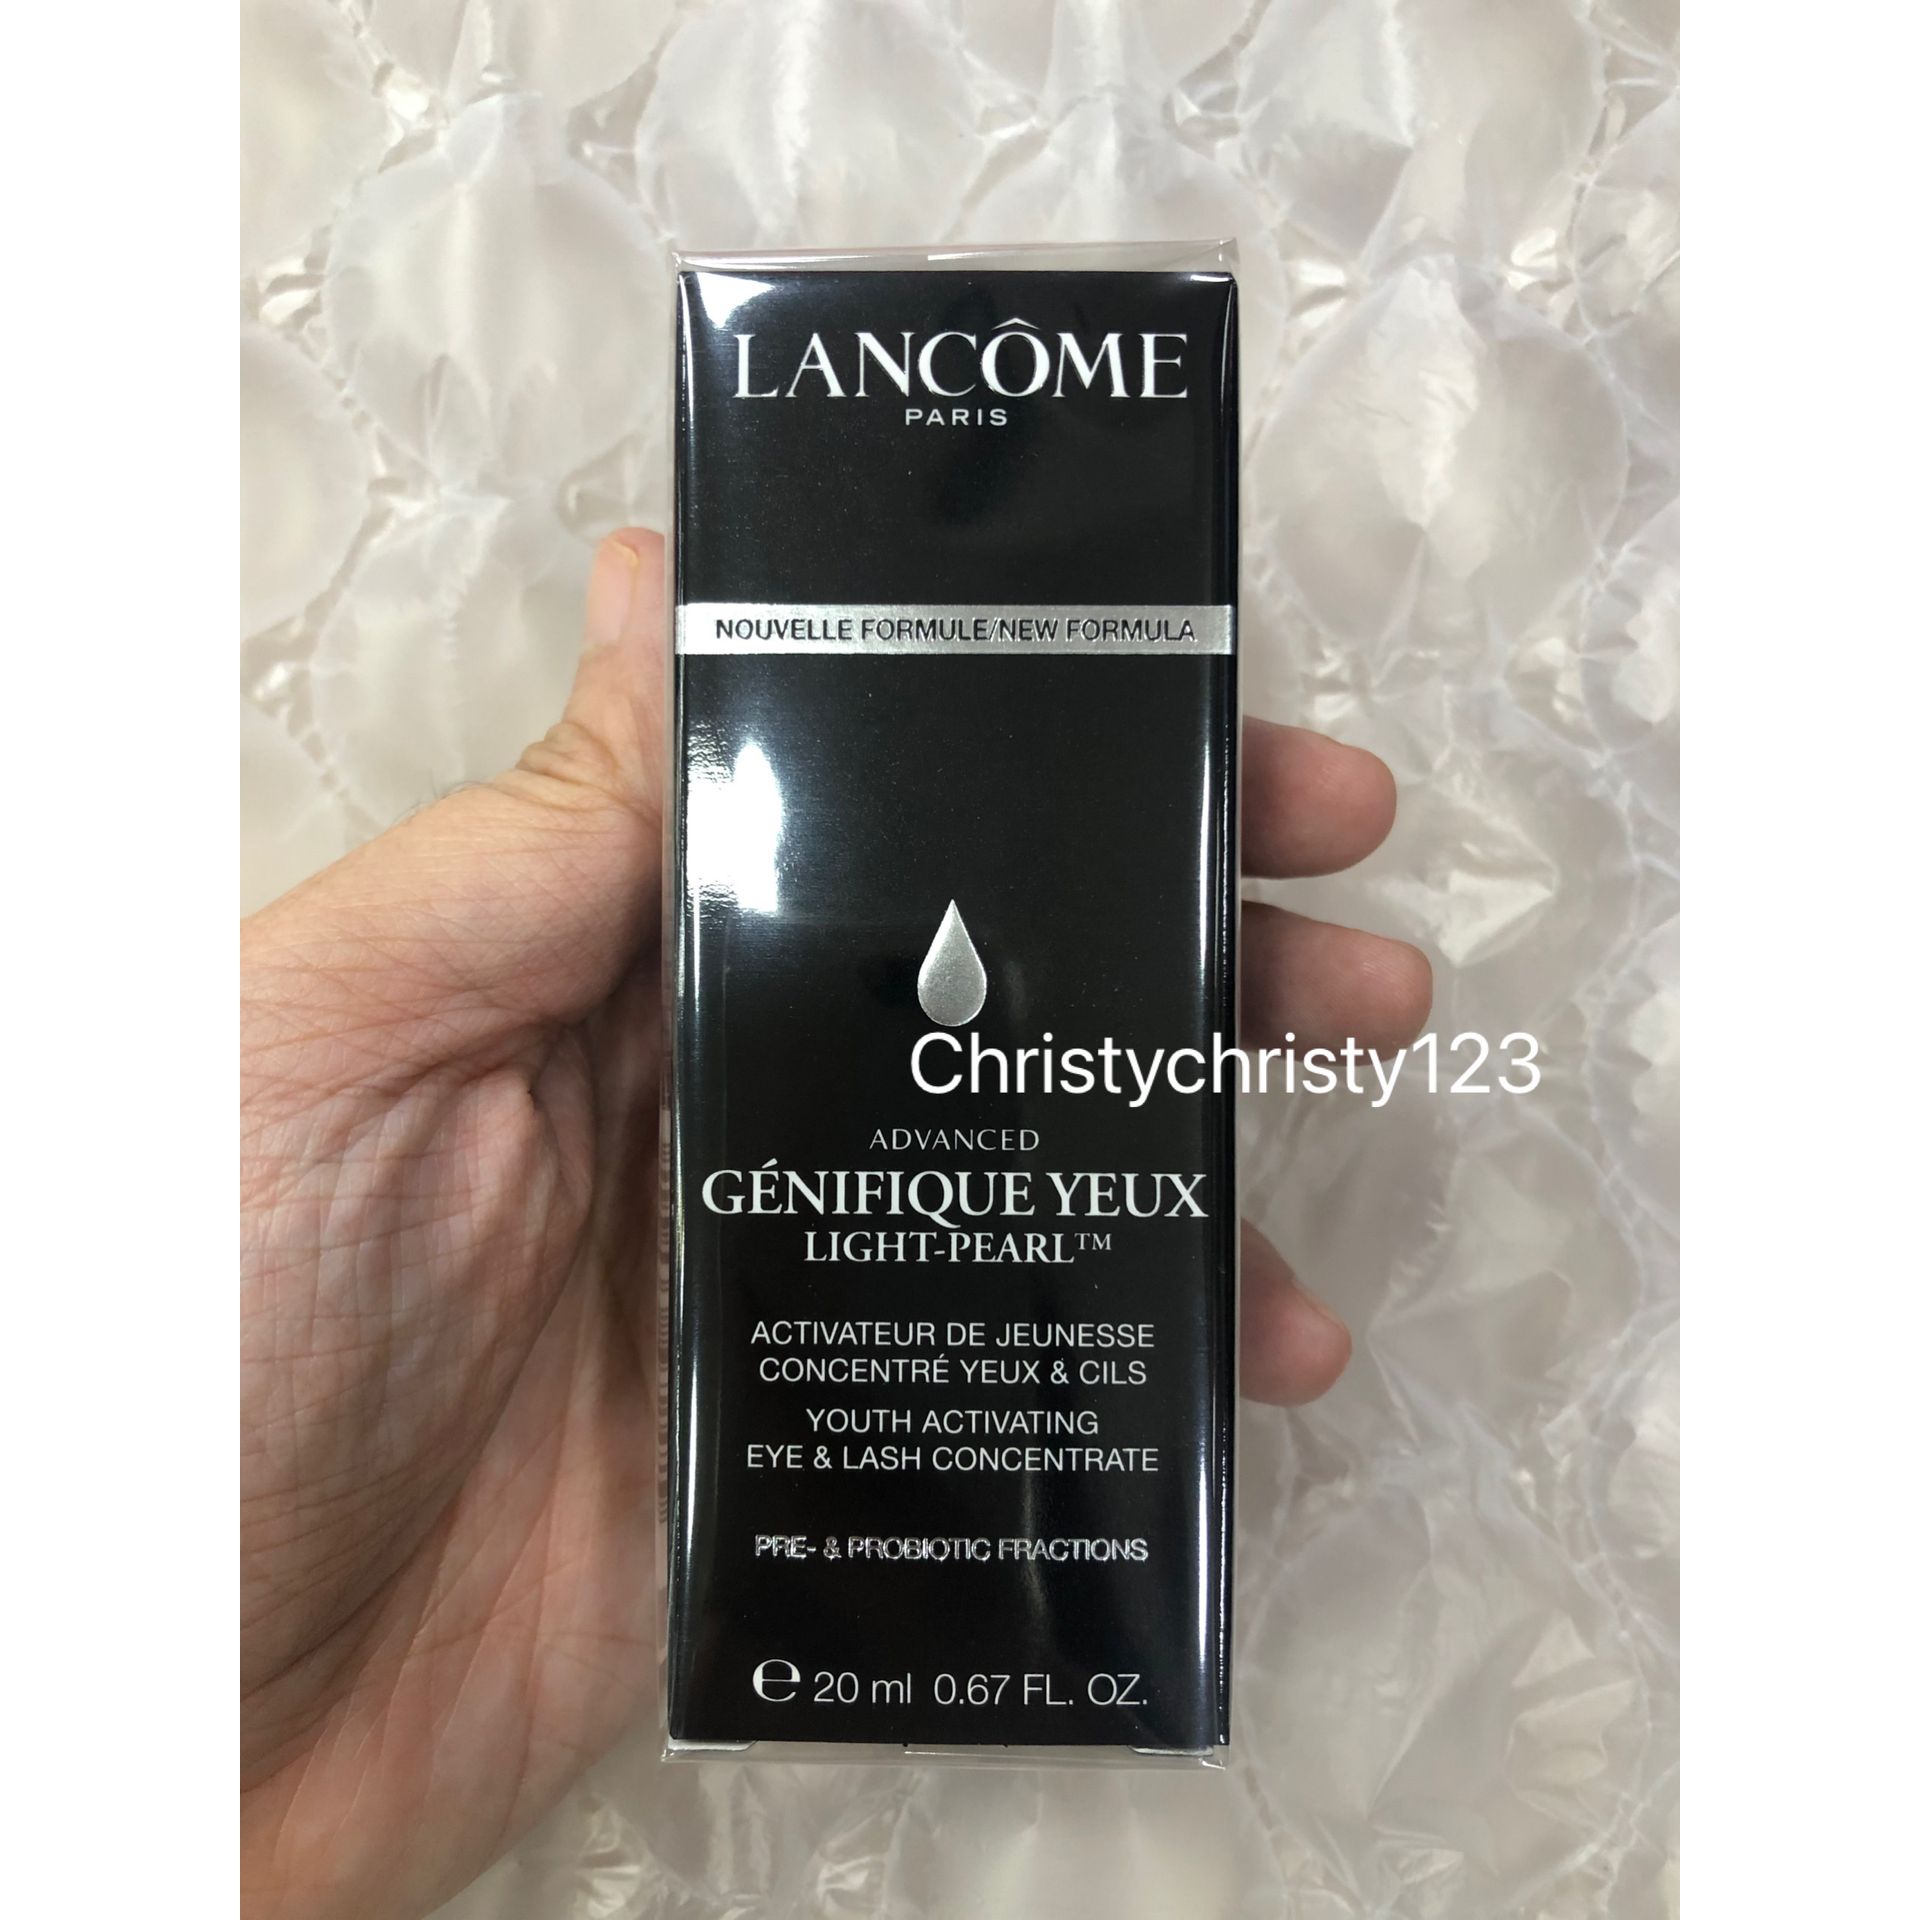 LANCÔME
PARIS
NOUVELLE FORMULE/NEW FORMULA
Christychristy123
ADVANCED
GÉNIFIQUE YEUX
LIGHT-PEARL™
ACTIVATEUR DE JEUNESSE
CONCENTRÉ YEUX & CILS
YOUTH ACTIVATING
EYE & LASH CONCENTRATE
PRE- & PROBIOTIC FRACTIONS
℮ 20 ml 0.67 FL. OZ.